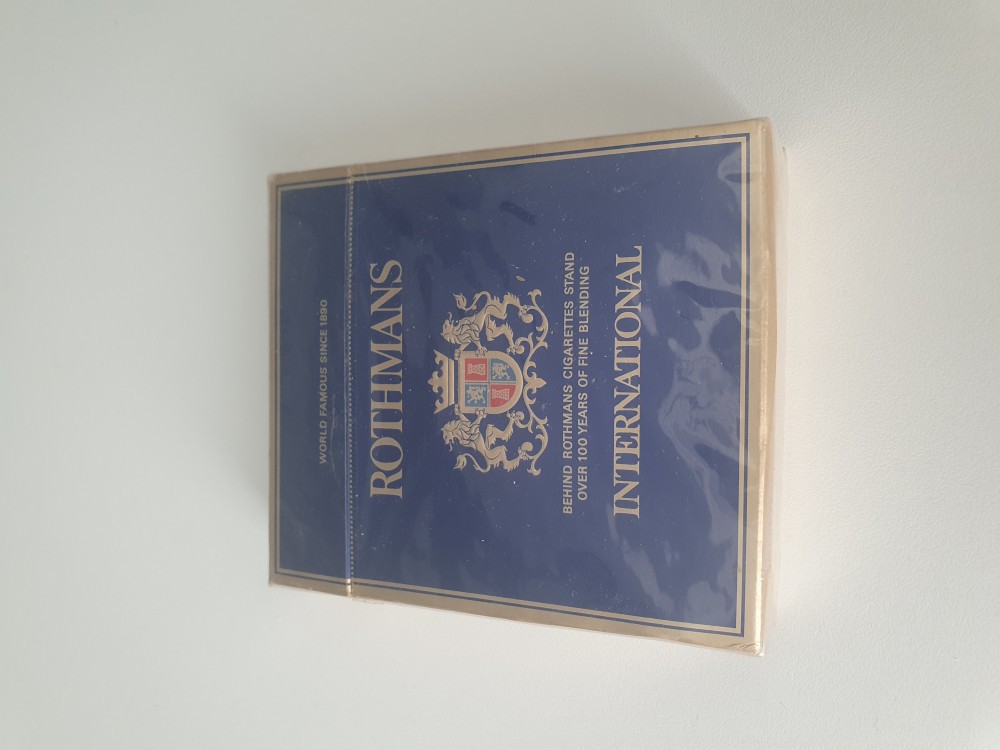 WORLD FAMOUS SINCE 1890
ROTHMANS
BEHIND ROTHMANS CIGARETTES STAND
OVER 100 YEARS OF FINE BLENDING
INTERNATIONAL